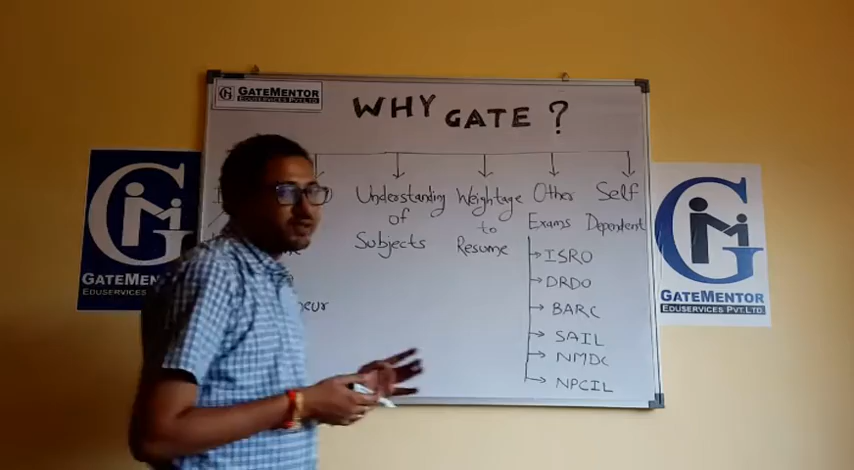 GATEMENTOR
EDUSERVICES PVT.LTD.
WHY GATE ?
Understanding
of
Subjects
Weightage
to
Resume
Other
Exams
ISRO
DRDO
BARC
SAIL
NMDC
NPCIL
Self
Dependent
GATEMEN
EDUSERVICES
GATEMENTOR
EDUSERVICES PVT.LTD.